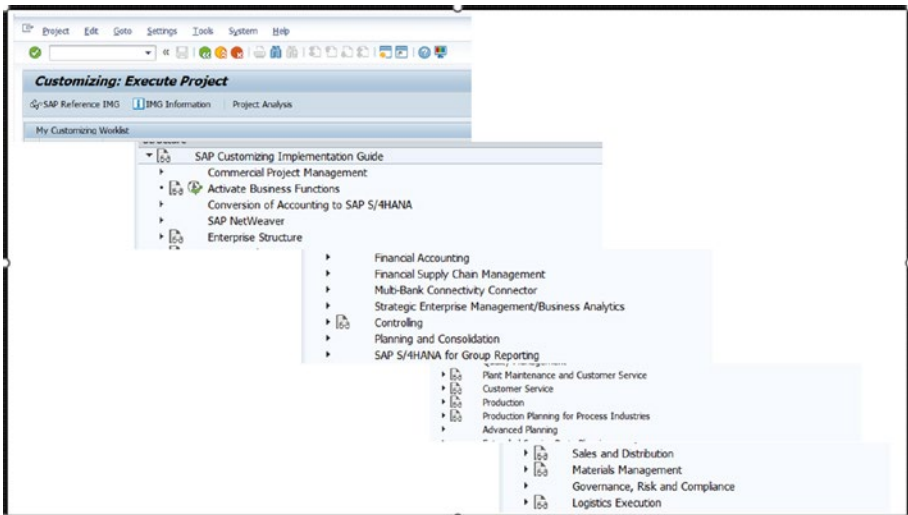 Project Edit Goto Settings Tools System Help
Customizing: Execute Project
SAP Reference IMG IMG Information Project Analysis
My Customizing Worklist
Structure
SAP Customizing Implementation Guide
Commercial Project Management
Activate Business Functions
Conversion of Accounting to SAP S/4HANA
SAP NetWeaver
Enterprise Structure
Financial Accounting
Financial Supply Chain Management
Multi-Bank Connectivity Connector
Strategic Enterprise Management/Business Analytics
Controlling
Planning and Consolidation
SAP S/4HANA for Group Reporting
Quality Management
Plant Maintenance and Customer Service
Customer Service
Production
Production Planning for Process Industries
Advanced Planning
Sales and Distribution
Materials Management
Governance, Risk and Compliance
Logistics Execution